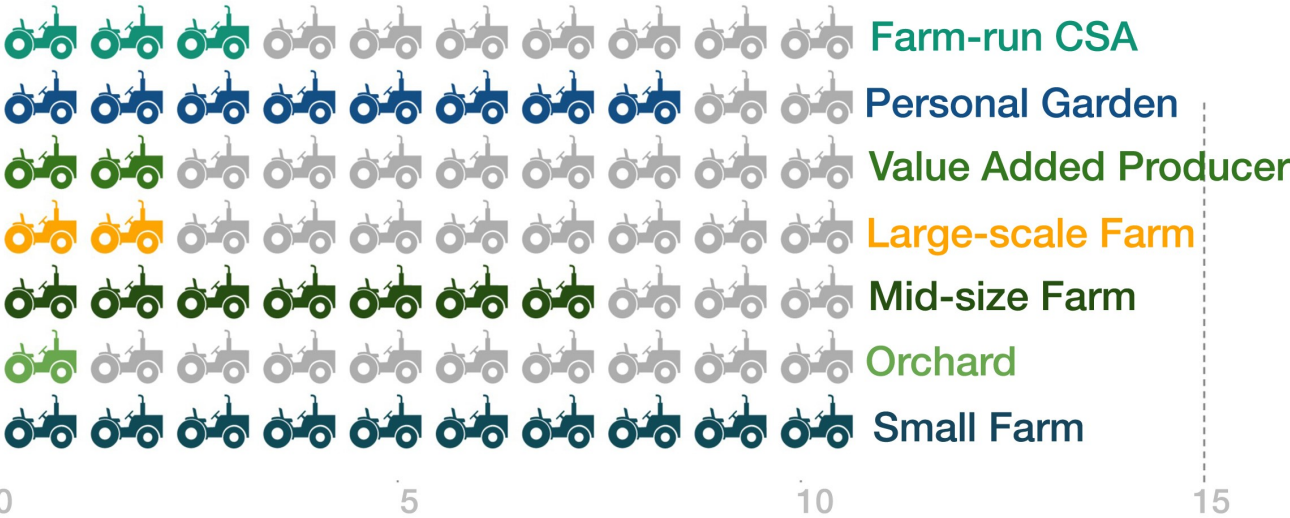 Farm-run CSA
Personal Garden
Value Added Producer
Large-scale Farm
Mid-size Farm
Orchard
Small Farm
0 5 10 15